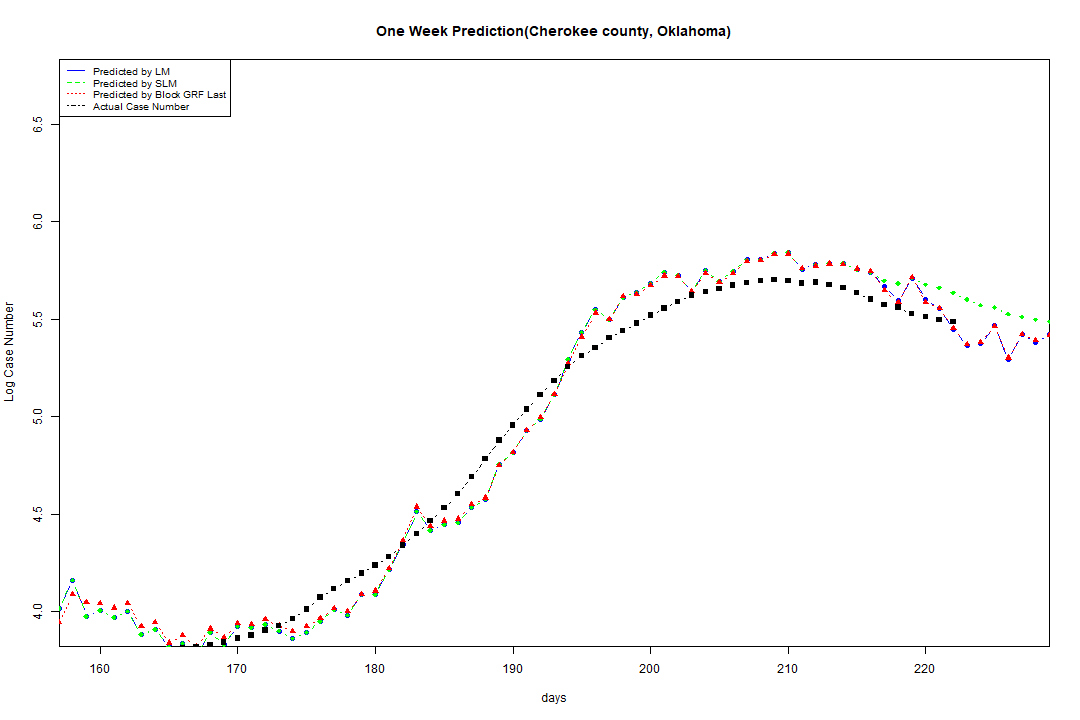 One Week Prediction(Cherokee county, Oklahoma)
Predicted by LM
Predicted by SLM
Predicted by Block GRF Last
Actual Case Number
Log Case Number
6.5
6.0
5.5
5.0
4.5
4.0
160 170 180 190 200 210 220
days